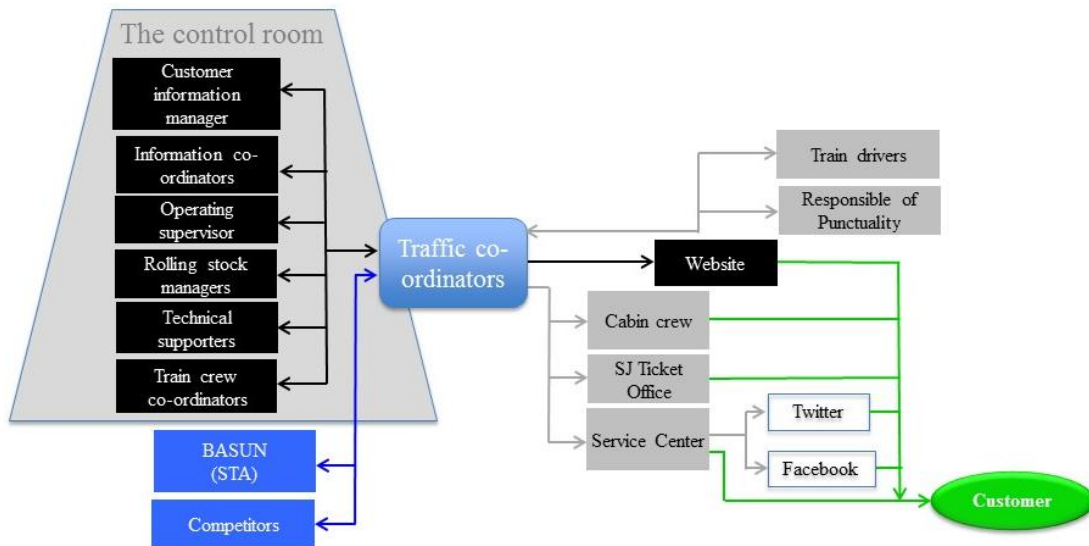 The control room
Customer
information
manager
Information co-
ordinators
Operating
supervisor
Rolling stock
managers
Technical
supporters
Train crew
co-ordinators
BASUN
(STA)
Competitors
Traffic co-
ordinators
Train drivers
Responsible of
Punctuality
Website
Cabin crew
SJ Ticket
Office
Service Center
Twitter
Facebook
Customer